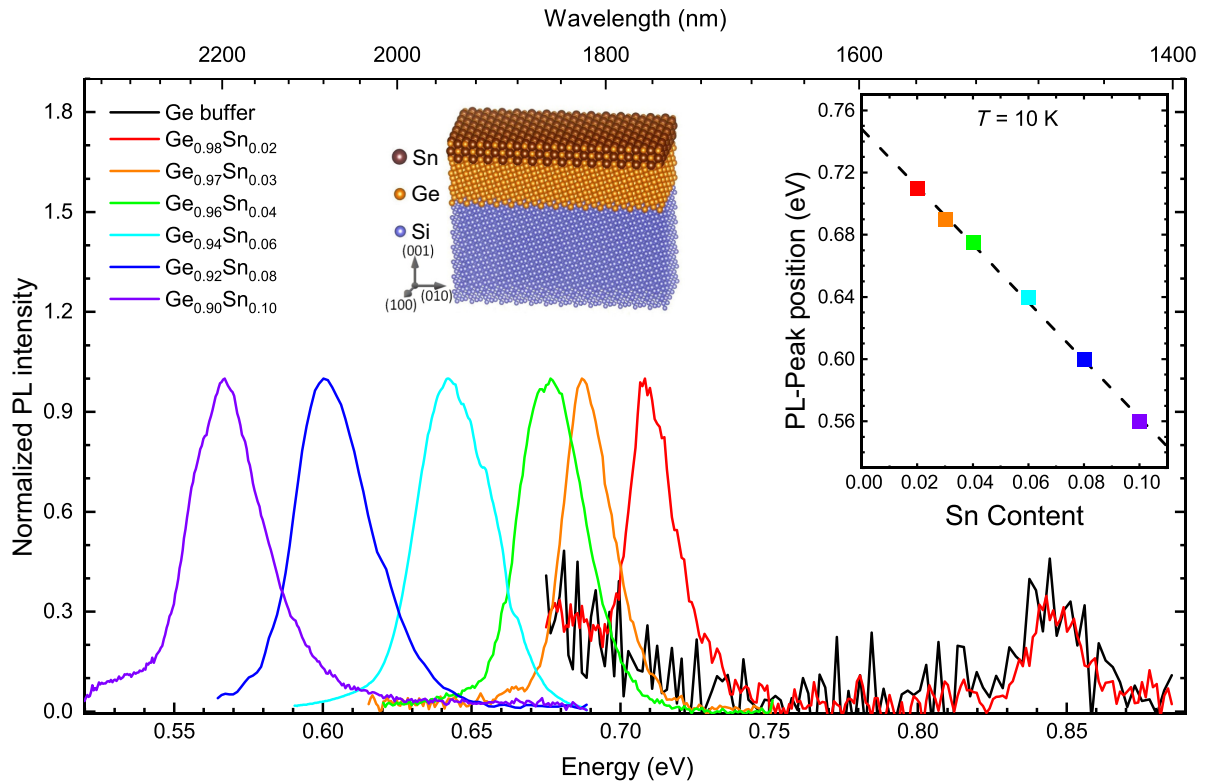 Wavelength (nm)
2200 2000 1800 1600 1400
Normalized PL intensity
1.8
1.5
1.2
0.9
0.6
0.3
0.0
Ge buffer
Ge0.98Sn0.02
Ge0.97Sn0.03
Ge0.96Sn0.04
Ge0.94Sn0.06
Ge0.92Sn0.08
Ge0.90Sn0.10
Sn
Ge
Si
(001)
(010)
(100)
T = 10 K
PL-Peak position (eV)
0.76
0.72
0.68
0.64
0.60
0.56
0.00 0.02 0.04 0.06 0.08 0.10
Sn Content
0.55 0.60 0.65 0.70 0.75 0.80 0.85
Energy (eV)